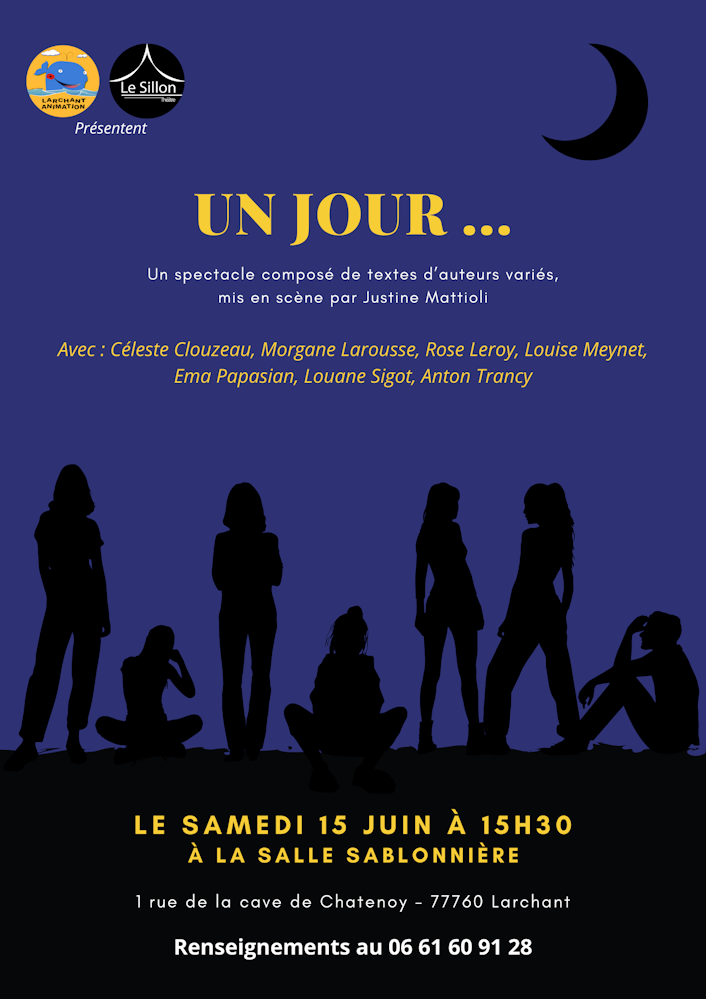 LARCHANT
ANIMATION
Le Sillon
Théâtre
Présentent
UN JOUR ...
Un spectacle composé de textes d’auteurs variés,
mis en scène par Justine Mattioli
Avec : Céleste Clouzeau, Morgane Larousse, Rose Leroy, Louise Meynet,
Ema Papasian, Louane Sigot, Anton Trancy
LE SAMEDI 15 JUIN À 15H30
À LA SALLE SABLONNIÈRE
1 rue de la cave de Chatenoy - 77760 Larchant
Renseignements au 06 61 60 91 28